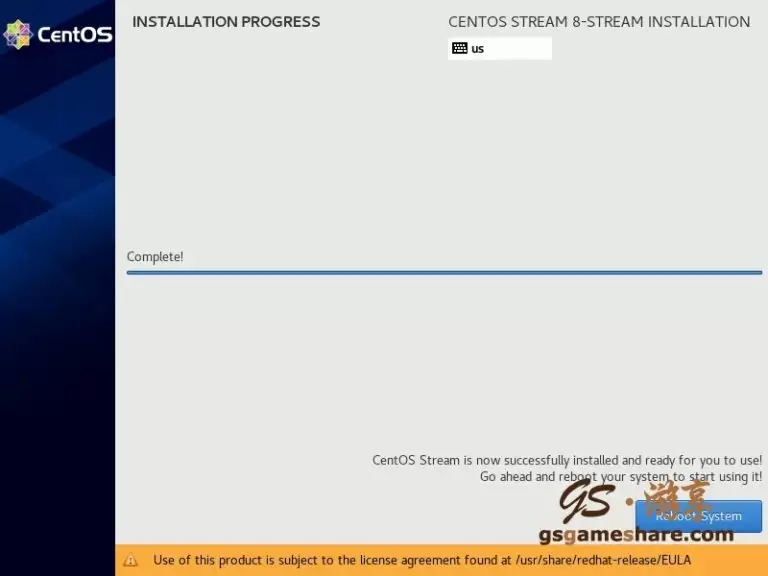 CentOS
INSTALLATION PROGRESS
CENTOS STREAM 8-STREAM INSTALLATION
us
Complete!
CentOS Stream is now successfully installed and ready for you to use!
Go ahead and reboot your system to start using it!
GS·游享
Reboot System
gsgameshare.com
Use of this product is subject to the license agreement found at /usr/share/redhat-release/EULA